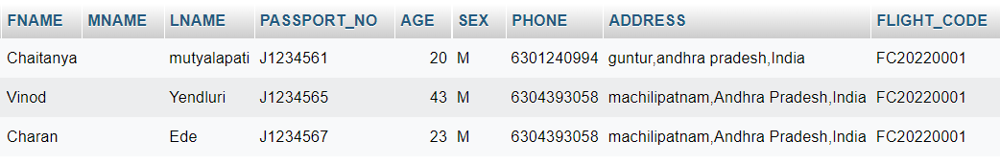 FNAME MNAME LNAME PASSPORT_NO AGE SEX PHONE ADDRESS FLIGHT_CODE
Chaitanya mutyalapati J1234561 20 M 6301240994 guntur,andhra pradesh,India FC20220001
Vinod Yendluri J1234565 43 M 6304393058 machilipatnam,Andhra Pradesh,India FC20220001
Charan Ede J1234567 23 M 6304393058 machilipatnam,Andhra Pradesh,India FC20220001